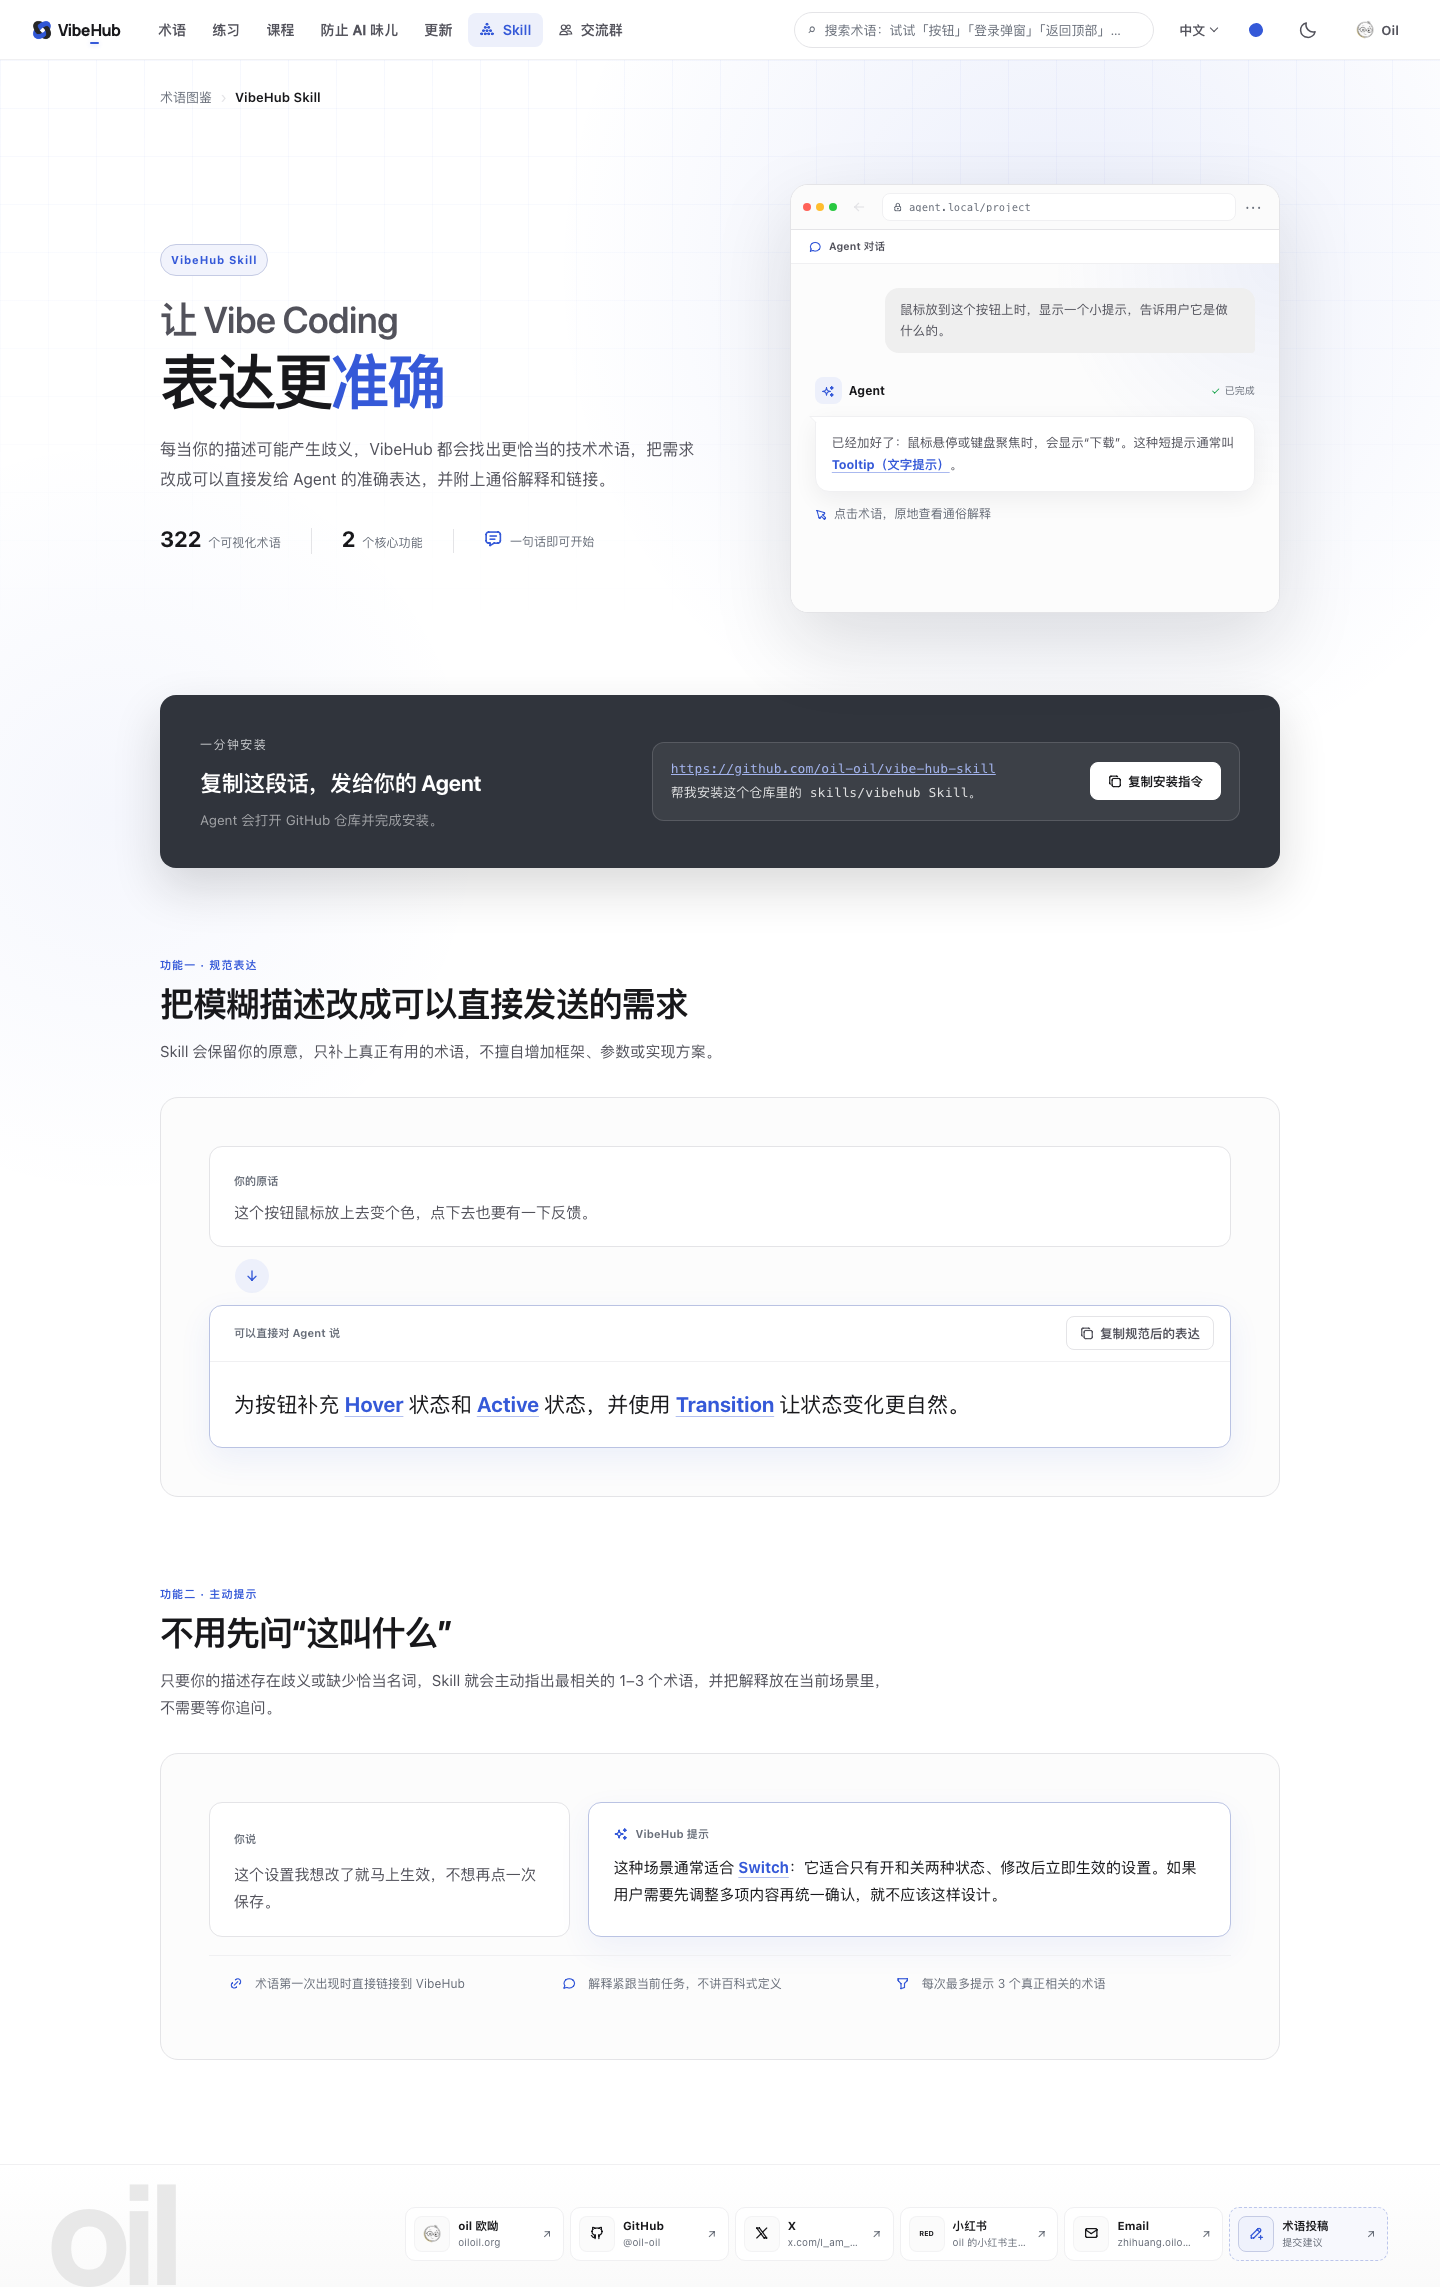 VibeHub 术语 练习 课程 防止 AI 味儿 更新 Skill 交流群 搜索术语：试试「按钮」「登录弹窗」「返回顶部」... 中文 Oil
术语图鉴 › VibeHub Skill
VibeHub Skill
让 Vibe Coding
表达更准确
每当你的描述可能产生歧义，VibeHub 都会找出更恰当的技术术语，把需求
改成可以直接发给 Agent 的准确表达，并附上通俗解释和链接。
322 个可视化术语 2 个核心功能 一句话即可开始
agent.local/project
Agent 对话
鼠标放到这个按钮上时，显示一个小提示，告诉用户它是做
什么的。
Agent 已完成
已经加好了：鼠标悬停或键盘聚焦时，会显示“下载”。这种短提示通常叫
Tooltip（文字提示）。
点击术语，原地查看通俗解释
一分钟安装
复制这段话，发给你的 Agent
Agent 会打开 GitHub 仓库并完成安装。
https://github.com/oil-oil/vibe-hub-skill
帮我安装这个仓库里的 skills/vibehub Skill。
复制安装指令
功能一 · 规范表达
把模糊描述改成可以直接发送的需求
Skill 会保留你的原意，只补上真正有用的术语，不擅自增加框架、参数或实现方案。
你的原话
这个按钮鼠标放上去变个色，点下去也要有一下反馈。
可以直接对 Agent 说 复制规范后的表达
为按钮补充 Hover 状态和 Active 状态，并使用 Transition 让状态变化更自然。
功能二 · 主动提示
不用先问“这叫什么”
只要你的描述存在歧义或缺少恰当名词，Skill 就会主动指出最相关的 1–3 个术语，并把解释放在当前场景里，
不需要等你追问。
你说
这个设置我想改了就马上生效，不想再点一次
保存。
VibeHub 提示
这种场景通常适合 Switch：它适合只有开和关两种状态、修改后立即生效的设置。如果
用户需要先调整多项内容再统一确认，就不应该这样设计。
术语第一次出现时直接链接到 VibeHub 解释紧跟当前任务，不讲百科式定义 每次最多提示 3 个真正相关的术语
oil
oil 欧呦
oiloil.org
GitHub
@oil-oil
X
x.com/I_am_...
RED
小红书
oil 的小红书主...
Email
zhihuang.oilo...
术语投稿
提交建议